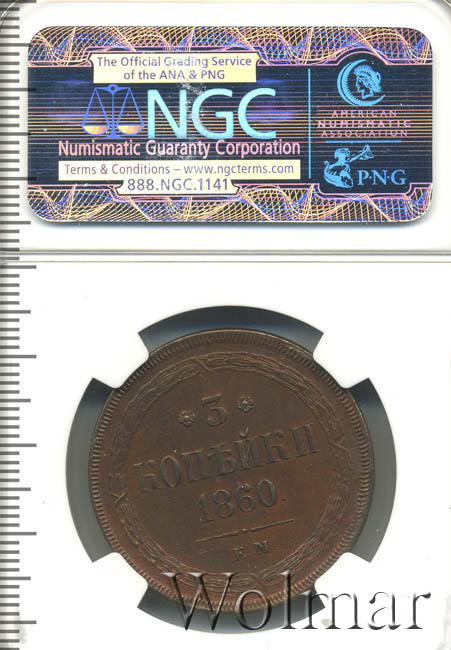 The Official Grading Service
of the ANA & PNG
NGC
Numismatic Guaranty Corporation
Terms & Conditions – www.ngcterms.com
888.NGC.1141
AMERICAN
NUMISMATIC
ASSOCIATION
P·N·G
3
КОПѢЙКИ
1860.
Е М
Wolmar